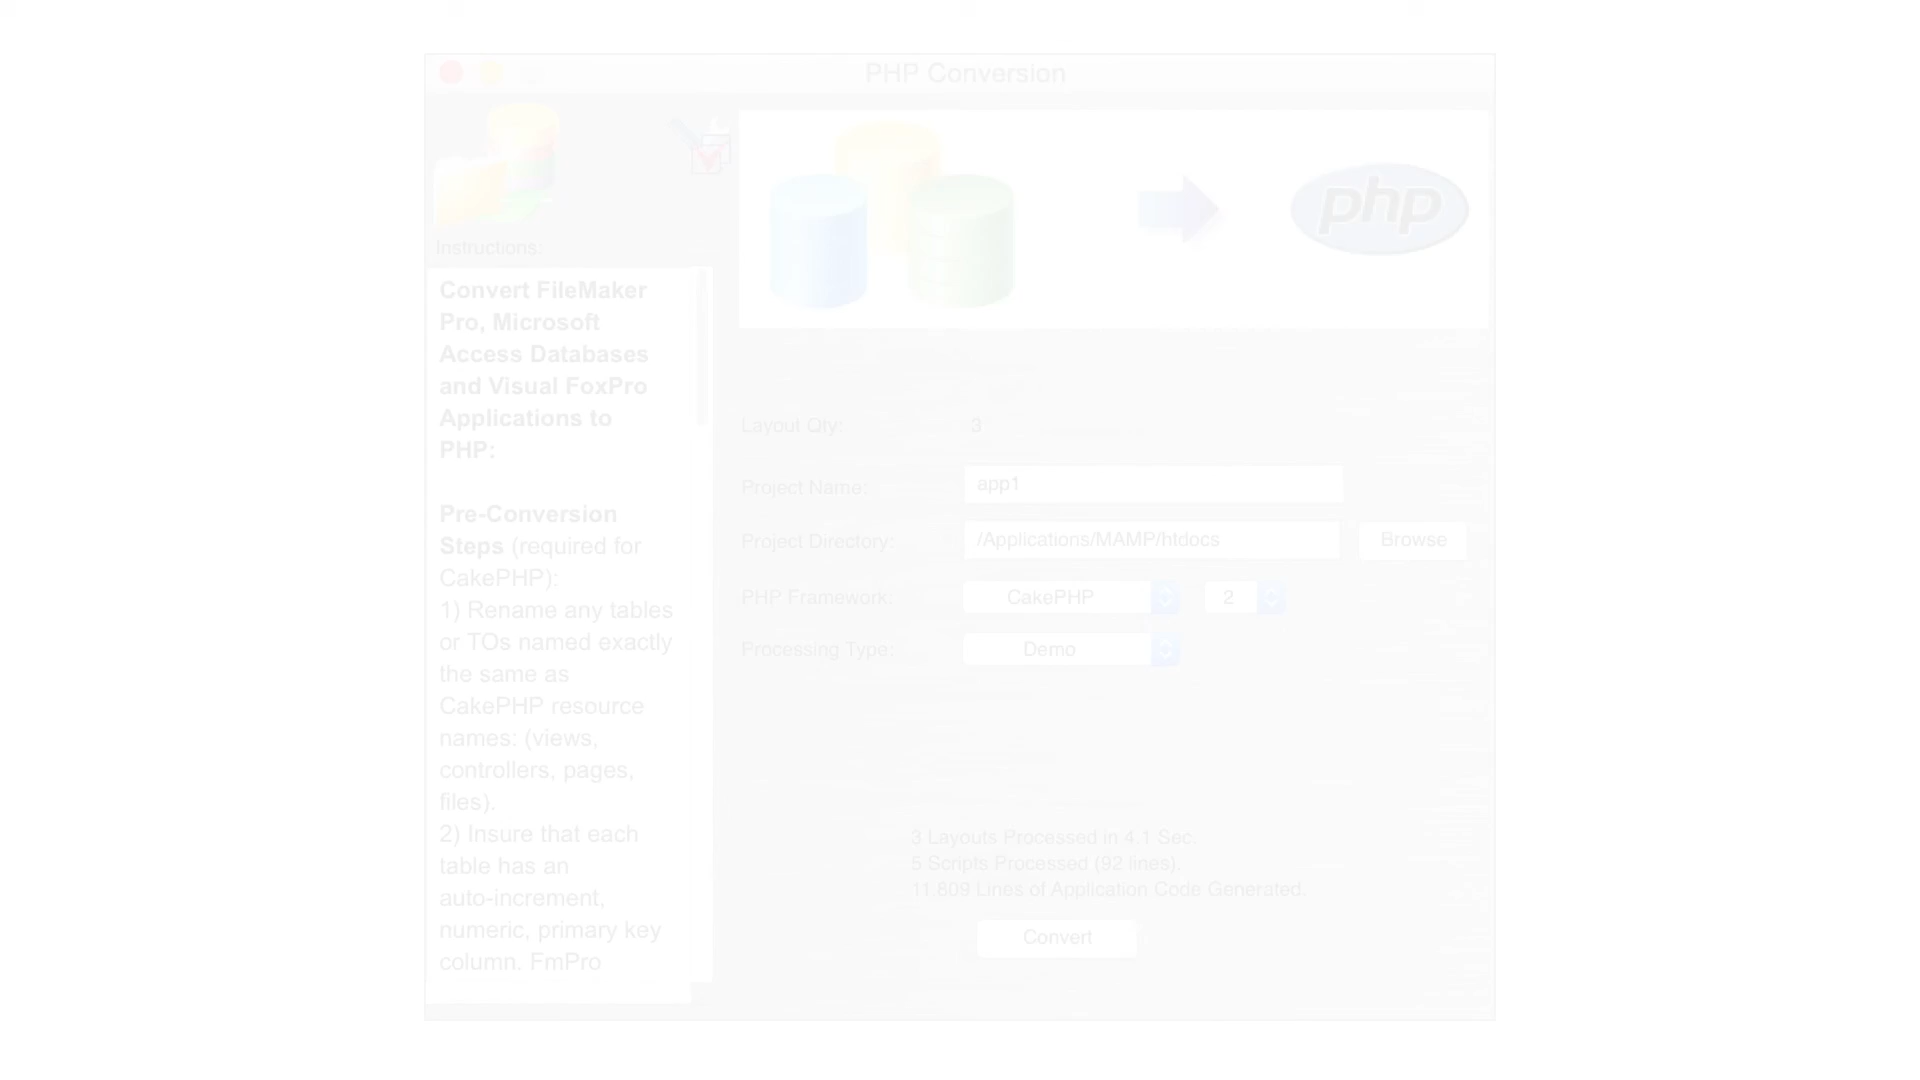 PHP Conversion
php
Instructions:
Convert FileMaker
Pro, Microsoft
Access Databases
and Visual FoxPro
Applications to
PHP:
Pre-Conversion
Steps (required for
CakePHP):
1) Rename any tables
or TOs named exactly
the same as
CakePHP resource
names: (views,
controllers, pages,
files).
2) Insure that each
table has an
auto-increment,
numeric, primary key
column. FmPro
Layout Qty: 3
Project Name: app1
Project Directory: /Applications/MAMP/htdocs Browse
PHP Framework: CakePHP 2
Processing Type: Demo
3 Layouts Processed in 4.1 Sec.
5 Scripts Processed (92 lines).
11,809 Lines of Application Code Generated.
Convert